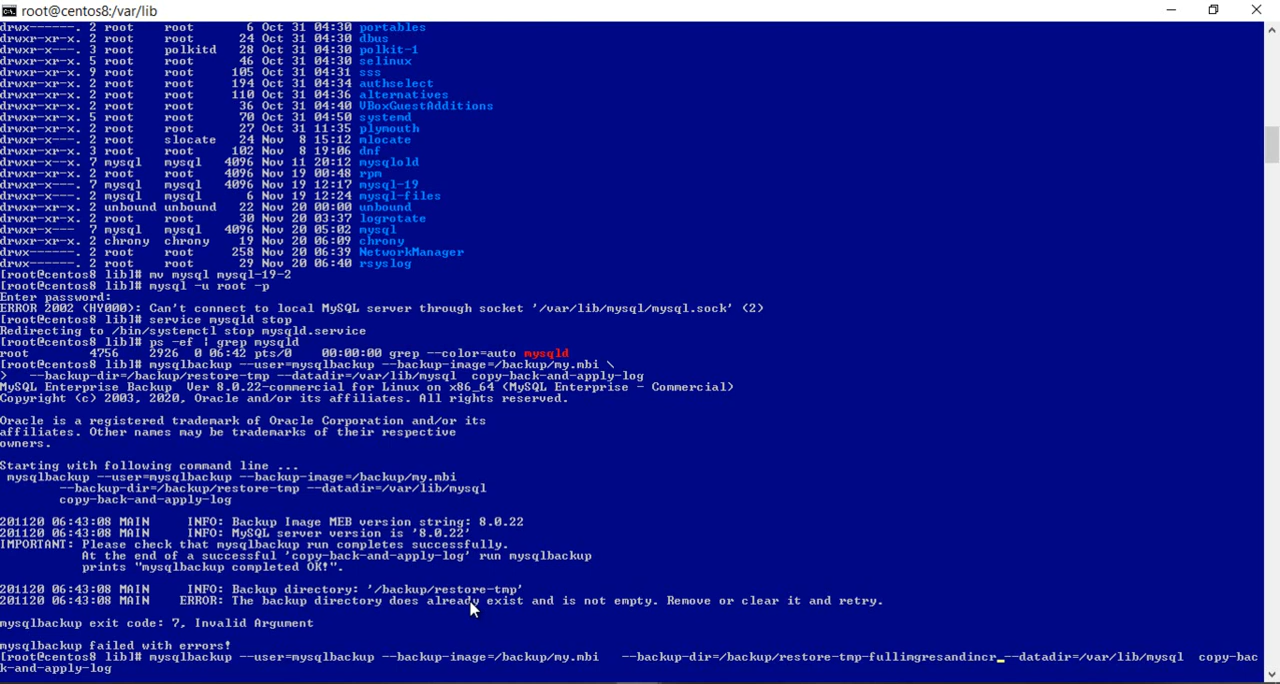 root@centos8:/var/lib
drwx------. 2 root    root       6 Oct 31 04:30 portables
drwxr-xr-x. 2 root    root      24 Oct 31 04:30 dbus
drwxr-x---. 3 root    polkitd   28 Oct 31 04:30 polkit-1
drwxr-xr-x. 5 root    root      46 Oct 31 04:30 selinux
drwxr-xr-x. 9 root    root     105 Oct 31 04:31 sss
drwxr-xr-x. 2 root    root     194 Oct 31 04:34 authselect
drwxr-xr-x. 2 root    root     110 Oct 31 04:36 alternatives
drwxr-xr-x. 2 root    root      36 Oct 31 04:40 VBoxGuestAdditions
drwxr-xr-x. 5 root    root      70 Oct 31 04:50 systemd
drwxr-xr-x. 2 root    root      27 Oct 31 11:35 plymouth
drwxr-x---. 2 root    slocate   24 Nov  8 15:12 mlocate
drwxr-xr-x. 3 root    root     102 Nov  8 19:06 dnf
drwxr-xr-x. 7 mysql   mysql   4096 Nov 11 20:12 mysqlold
drwxr-xr-x. 2 root    root    4096 Nov 19 00:48 rpm
drwxr-x---. 7 mysql   mysql   4096 Nov 19 12:17 mysql-19
drwxr-x---. 2 mysql   mysql      6 Nov 19 12:24 mysql-files
drwxr-xr-x. 2 unbound unbound   22 Nov 20 00:00 unbound
drwxr-xr-x. 2 root    root      30 Nov 20 03:37 logrotate
drwxr-x---  7 mysql   mysql   4096 Nov 20 05:02 mysql
drwxr-xr-x. 2 chrony  chrony    19 Nov 20 06:09 chrony
drwx------. 2 root    root     258 Nov 20 06:39 NetworkManager
drwx------. 2 root    root      29 Nov 20 06:40 rsyslog
[root@centos8 lib]# mv mysql mysql-19-2
[root@centos8 lib]# mysql -u root -p
Enter password:
ERROR 2002 (HY000): Can't connect to local MySQL server through socket '/var/lib/mysql/mysql.sock' (2)
[root@centos8 lib]# service mysqld stop
Redirecting to /bin/systemctl stop mysqld.service
[root@centos8 lib]# ps -ef | grep mysqld
root      4756    2926  0 06:42 pts/0    00:00:00 grep --color=auto mysqld
[root@centos8 lib]# mysqlbackup --user=mysqlbackup --backup-image=/backup/my.mbi \
>   --backup-dir=/backup/restore-tmp --datadir=/var/lib/mysql  copy-back-and-apply-log
MySQL Enterprise Backup  Ver 8.0.22-commercial for Linux on x86_64 (MySQL Enterprise - Commercial)
Copyright (c) 2003, 2020, Oracle and/or its affiliates. All rights reserved.
Oracle is a registered trademark of Oracle Corporation and/or its
affiliates. Other names may be trademarks of their respective
owners.
Starting with following command line ...
 mysqlbackup --user=mysqlbackup --backup-image=/backup/my.mbi
        --backup-dir=/backup/restore-tmp --datadir=/var/lib/mysql
        copy-back-and-apply-log
201120 06:43:08 MAIN     INFO: Backup Image MEB version string: 8.0.22
201120 06:43:08 MAIN     INFO: MySQL server version is '8.0.22'
IMPORTANT: Please check that mysqlbackup run completes successfully.
           At the end of a successful 'copy-back-and-apply-log' run mysqlbackup
           prints "mysqlbackup completed OK!".
201120 06:43:08 MAIN     INFO: Backup directory: '/backup/restore-tmp'
201120 06:43:08 MAIN    ERROR: The backup directory does already exist and is not empty. Remove or clear it and retry.
mysqlbackup exit code: 7, Invalid Argument
mysqlbackup failed with errors!
[root@centos8 lib]# mysqlbackup --user=mysqlbackup --backup-image=/backup/my.mbi   --backup-dir=/backup/restore-tmp-fullimgresandincr --datadir=/var/lib/mysql  copy-bac
k-and-apply-log